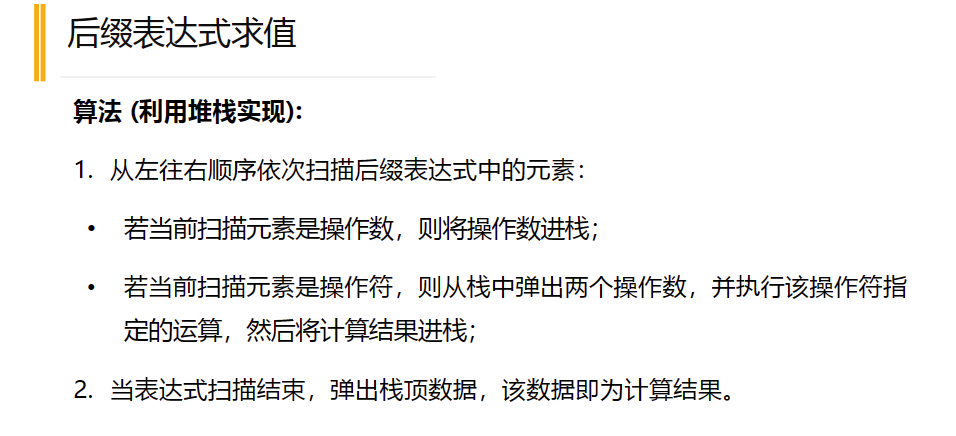 后缀表达式求值
算法 (利用堆栈实现):
1. 从左往右顺序依次扫描后缀表达式中的元素：
• 若当前扫描元素是操作数，则将操作数进栈；
• 若当前扫描元素是操作符，则从栈中弹出两个操作数，并执行该操作符指
定的运算，然后将计算结果进栈；
2. 当表达式扫描结束，弹出栈顶数据，该数据即为计算结果。